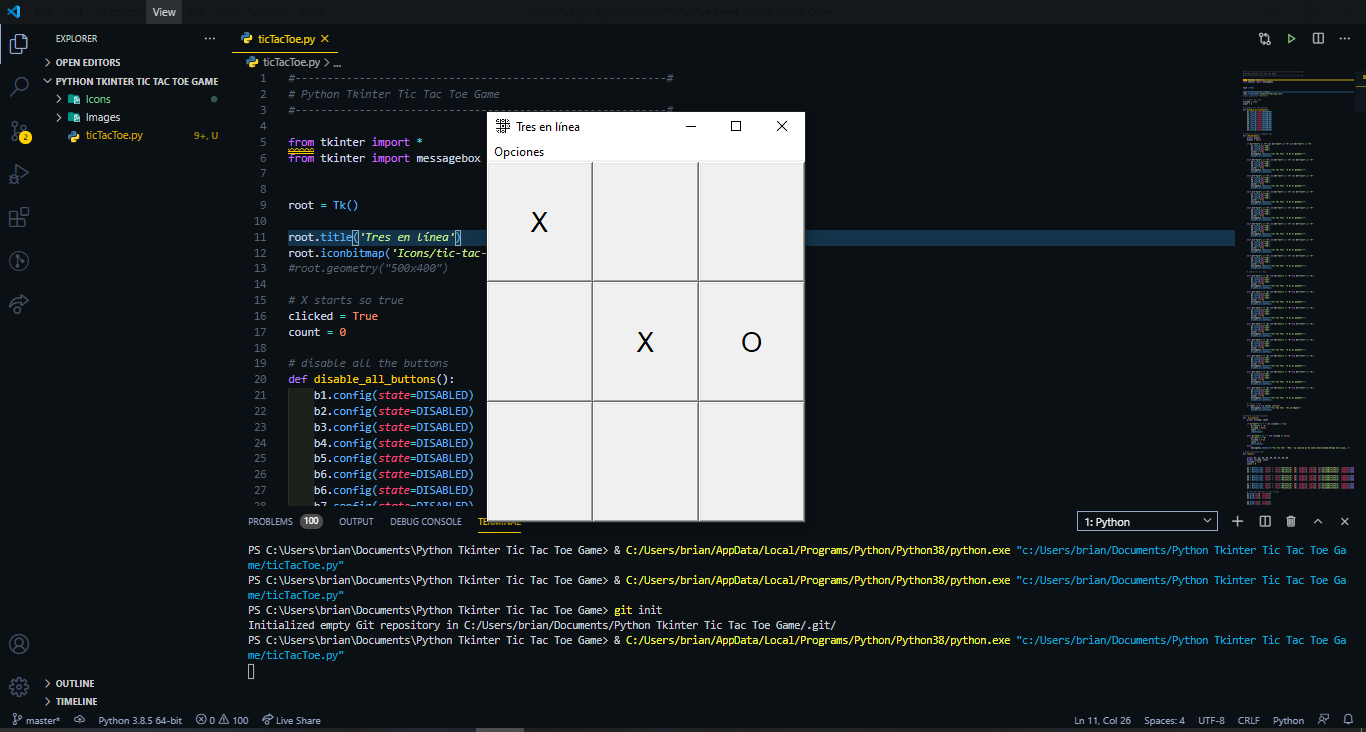 View
EXPLORER
OPEN EDITORS
PYTHON TKINTER TIC TAC TOE GAME
Icons
Images
ticTacToe.py 9+, U
OUTLINE
TIMELINE
ticTacToe.py
ticTacToe.py > ...
1 #----------------------------------------------------------#
2 # Python Tkinter Tic Tac Toe Game
3 #----------------------------------------------------------#
4
5 from tkinter import *
6 from tkinter import messagebox
7
8
9 root = Tk()
10
11 root.title('Tres en línea')
12 root.iconbitmap('Icons/tic-tac-
13 #root.geometry("500x400")
14
15 # X starts so true
16 clicked = True
17 count = 0
18
19 # disable all the buttons
20 def disable_all_buttons():
21 b1.config(state=DISABLED)
22 b2.config(state=DISABLED)
23 b3.config(state=DISABLED)
24 b4.config(state=DISABLED)
25 b5.config(state=DISABLED)
26 b6.config(state=DISABLED)
27 b7.config(state=DISABLED)
28 b7.config(state=DISABLED)
Tres en línea
Opciones
X
X O
PROBLEMS 100 OUTPUT DEBUG CONSOLE TERMINAL 1: Python
PS C:\Users\brian\Documents\Python Tkinter Tic Tac Toe Game> & C:/Users/brian/AppData/Local/Programs/Python/Python38/python.exe "c:/Users/brian/Documents/Python Tkinter Tic Tac Toe Ga
me/ticTacToe.py"
PS C:\Users\brian\Documents\Python Tkinter Tic Tac Toe Game> & C:/Users/brian/AppData/Local/Programs/Python/Python38/python.exe "c:/Users/brian/Documents/Python Tkinter Tic Tac Toe Ga
me/ticTacToe.py"
PS C:\Users\brian\Documents\Python Tkinter Tic Tac Toe Game> git init
Initialized empty Git repository in C:/Users/brian/Documents/Python Tkinter Tic Tac Toe Game/.git/
PS C:\Users\brian\Documents\Python Tkinter Tic Tac Toe Game> & C:/Users/brian/AppData/Local/Programs/Python/Python38/python.exe "c:/Users/brian/Documents/Python Tkinter Tic Tac Toe Ga
me/ticTacToe.py"
master* Python 3.8.5 64-bit 0 100 Live Share Ln 11, Col 26 Spaces: 4 UTF-8 CRLF Python